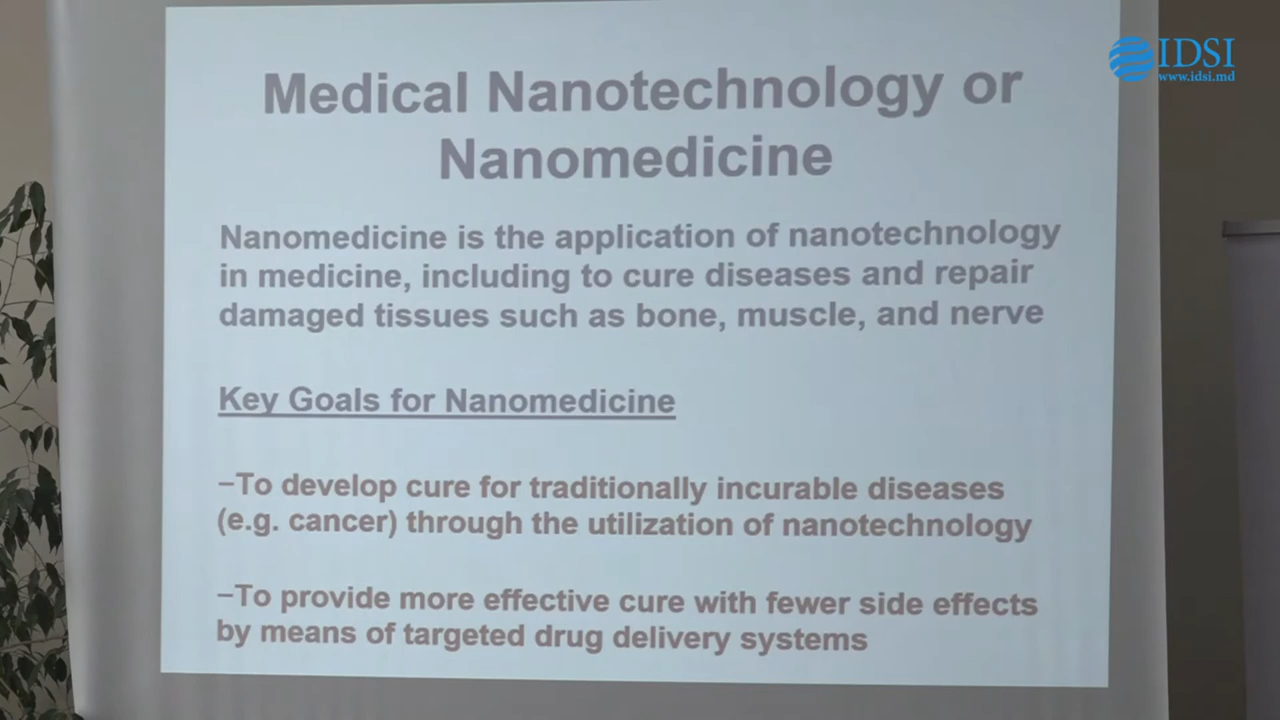 IDSI
www.idsi.md
Medical Nanotechnology or
Nanomedicine
Nanomedicine is the application of nanotechnology
in medicine, including to cure diseases and repair
damaged tissues such as bone, muscle, and nerve
Key Goals for Nanomedicine
–To develop cure for traditionally incurable diseases
(e.g. cancer) through the utilization of nanotechnology
–To provide more effective cure with fewer side effects
by means of targeted drug delivery systems